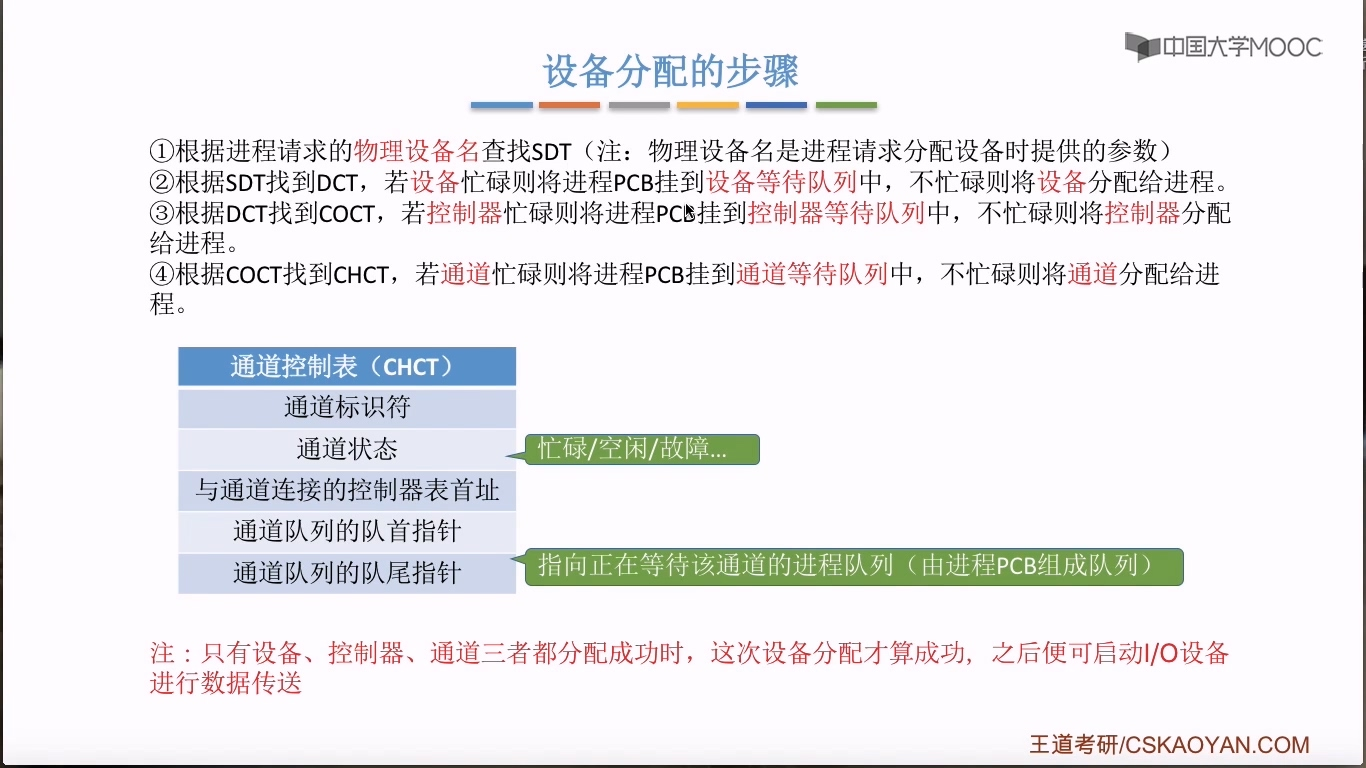 中国大学MOOC
设备分配的步骤
①根据进程请求的物理设备名查找SDT（注：物理设备名是进程请求分配设备时提供的参数）
②根据SDT找到DCT，若设备忙碌则将进程PCB挂到设备等待队列中，不忙碌则将设备分配给进程。
③根据DCT找到COCT，若控制器忙碌则将进程PCB挂到控制器等待队列中，不忙碌则将控制器分配
给进程。
④根据COCT找到CHCT，若通道忙碌则将进程PCB挂到通道等待队列中，不忙碌则将通道分配给进
程。
通道控制表（CHCT）
通道标识符
通道状态
忙碌/空闲/故障...
与通道连接的控制器表首址
通道队列的队首指针
通道队列的队尾指针
指向正在等待该通道的进程队列（由进程PCB组成队列）
注：只有设备、控制器、通道三者都分配成功时，这次设备分配才算成功，之后便可启动I/O设备
进行数据传送
王道考研/CSKAOYAN.COM